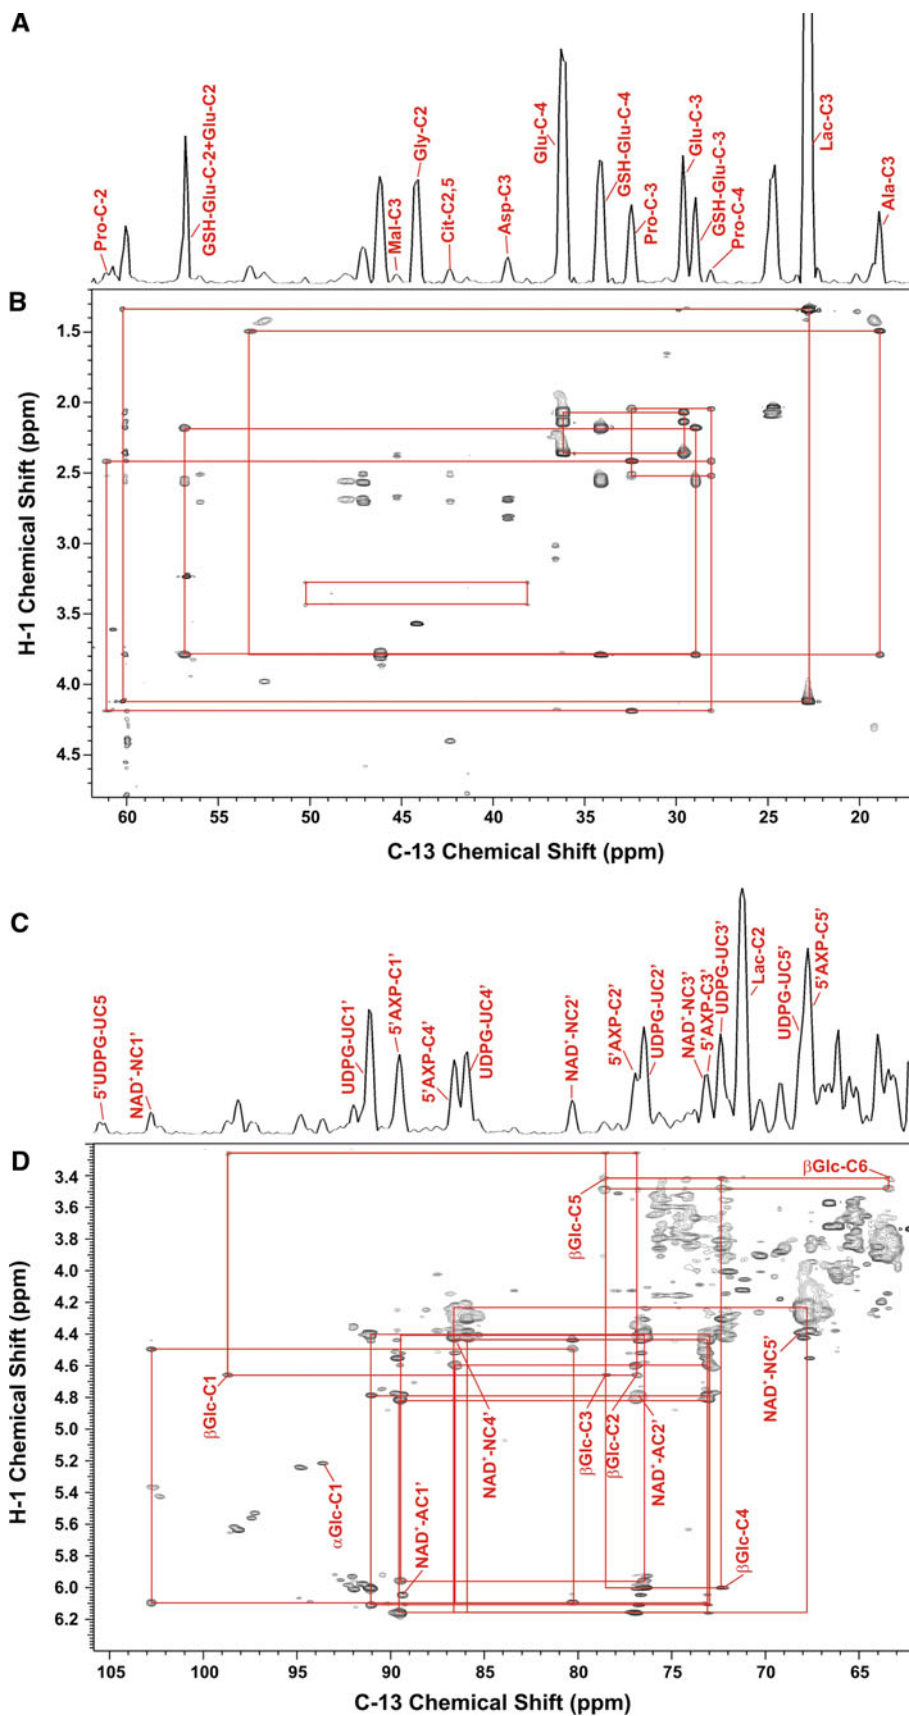 A
Pro-C-2
GSH-Glu-C-2+Glu-C2
Mal-C3
Gly-C2
Cit-C2,5
Asp-C3
Glu-C-4
GSH-Glu-C-4
Pro-C-3
Glu-C-3
GSH-Glu-C-3
Pro-C-4
Lac-C3
Ala-C3
B
H-1 Chemical Shift (ppm)
1.5
2.0
2.5
3.0
3.5
4.0
4.5
60 55 50 45 40 35 30 25 20
C-13 Chemical Shift (ppm)
C
5'UDPG-UC5
NAD⁺-NC1'
UDPG-UC1'
5'AXP-C1'
5'AXP-C4'
UDPG-UC4'
NAD⁺-NC2'
5'AXP-C2'
UDPG-UC2'
NAD⁺-NC3'
5'AXP-C3'
UDPG-UC3'
Lac-C2
UDPG-UC5'
5'AXP-C5'
D
H-1 Chemical Shift (ppm)
3.4
3.6
3.8
4.0
4.2
4.4
4.6
4.8
5.0
5.2
5.4
5.6
5.8
6.0
6.2
βGlc-C6
βGlc-C5
βGlc-C1
αGlc-C1
NAD⁺-AC1'
NAD⁺-NC4'
βGlc-C3
βGlc-C2
NAD⁺-AC2'
βGlc-C4
NAD⁺-NC5'
105 100 95 90 85 80 75 70 65
C-13 Chemical Shift (ppm)